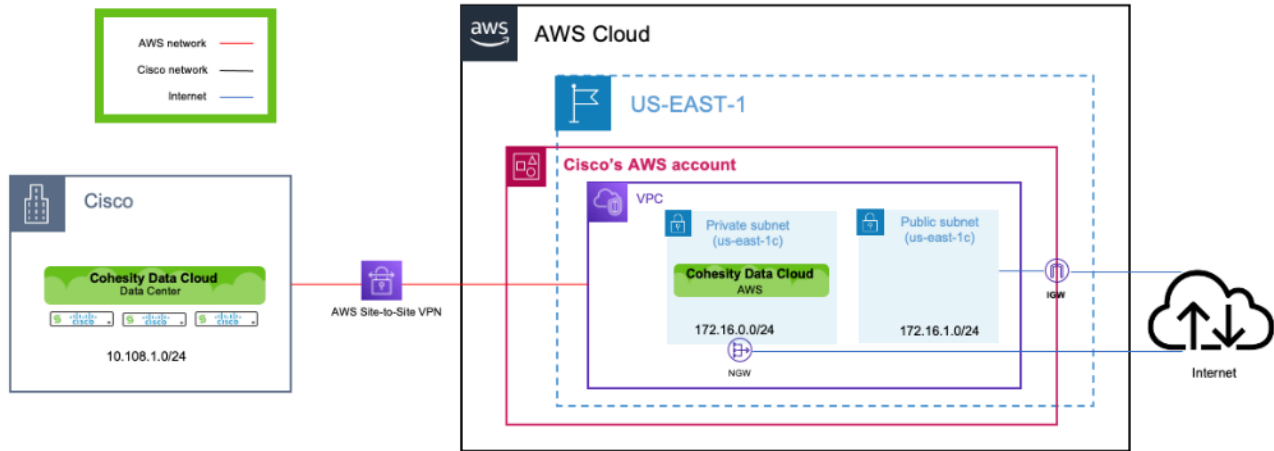 AWS network
Cisco network
Internet
aws
AWS Cloud
US-EAST-1
Cisco's AWS account
Cisco
VPC
Private subnet
(us-east-1c)
Public subnet
(us-east-1c)
Cohesity Data Cloud
Data Center
cisco
cisco
cisco
10.108.1.0/24
AWS Site-to-Site VPN
Cohesity Data Cloud
AWS
172.16.0.0/24
172.16.1.0/24
NGW
IGW
Internet